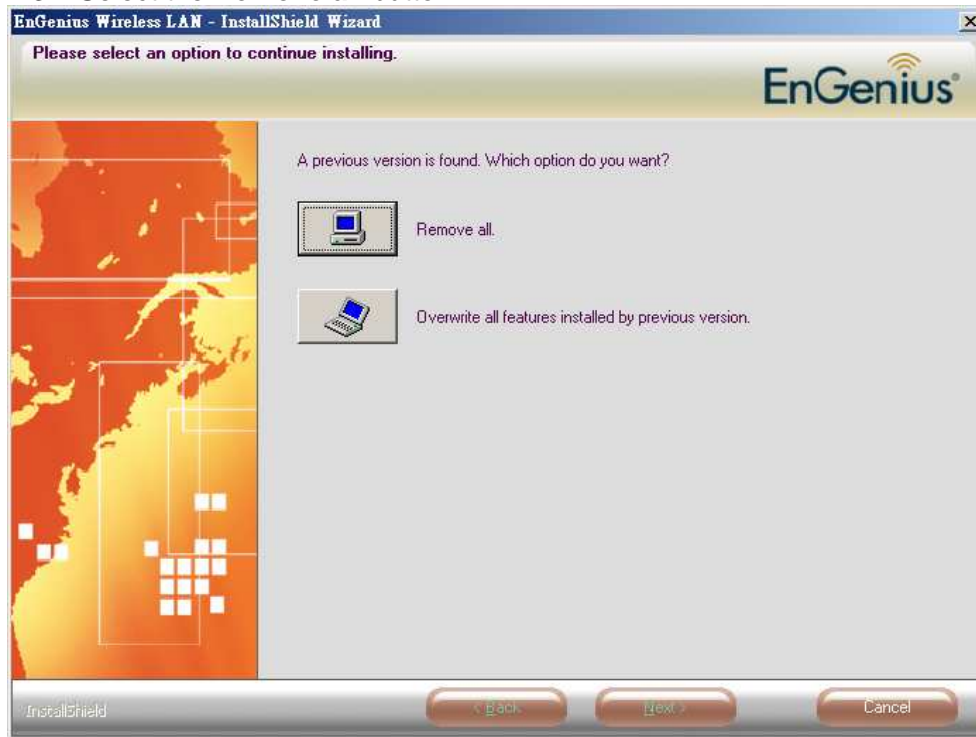 EnGenius Wireless LAN - InstallShield Wizard
Please select an option to continue installing.
EnGenius®
A previous version is found. Which option do you want?
Remove all.
Overwrite all features installed by previous version.
InstallShield
< Back
Next >
Cancel